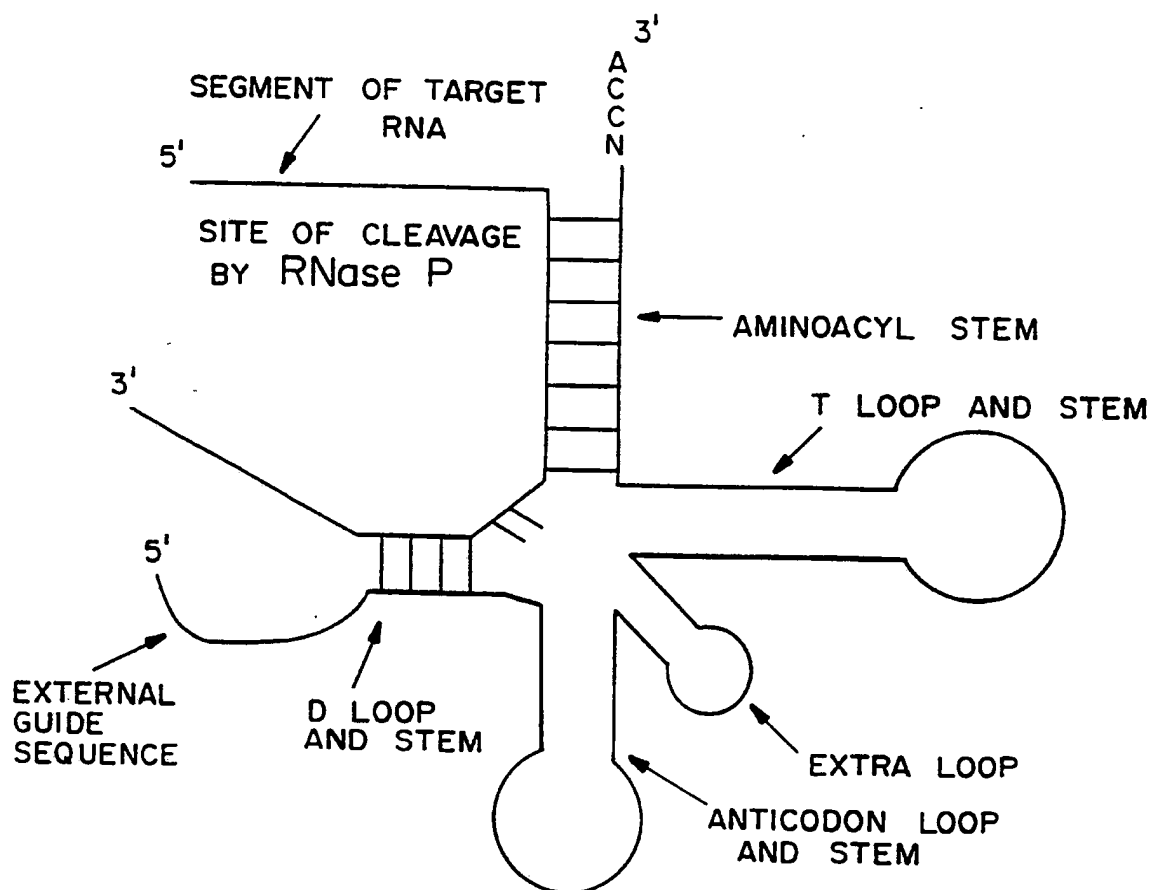 3'
A
C
C
N
SEGMENT OF TARGET
RNA
5'
SITE OF CLEAVAGE
BY RNase P
AMINOACYL STEM
3'
T LOOP AND STEM
5'
EXTERNAL
GUIDE
SEQUENCE
D LOOP
AND STEM
EXTRA LOOP
ANTICODON LOOP
AND STEM